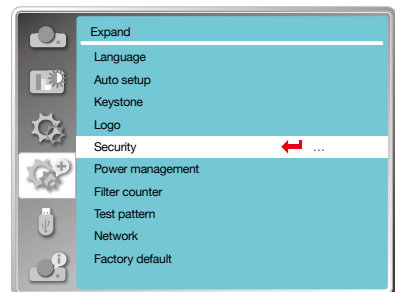 Expand
Language
Auto setup
Keystone
Logo
Security ...
Power management
Filter counter
Test pattern
Network
Factory default